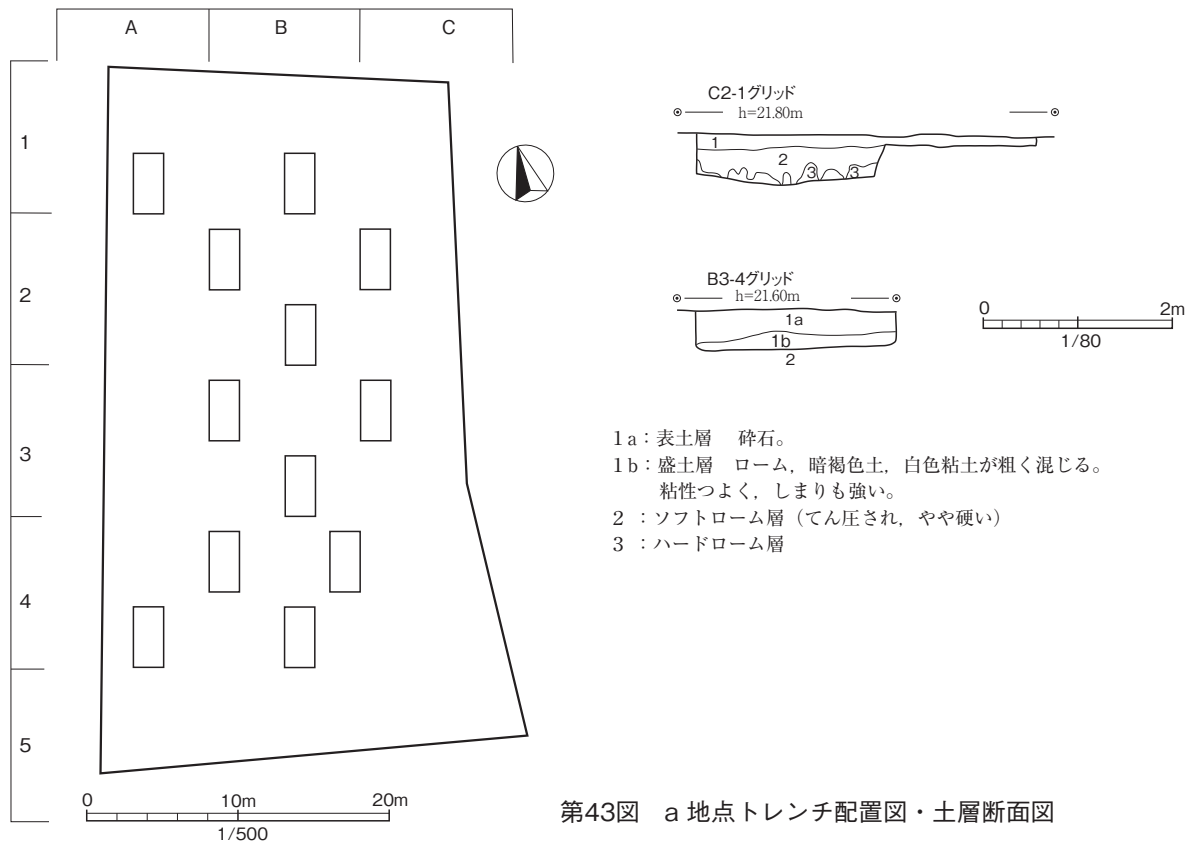 A
B
C
1
2
3
4
5
0
10m
20m
1/500
C2-1グリッド
h=21.80m
1
2
3
3
B3-4グリッド
h=21.60m
1a
1b
2
0
2m
1/80
1a：表土層　砕石。
1b：盛土層　ローム，暗褐色土，白色粘土が粗く混じる。
粘性つよく，しまりも強い。
2 ：ソフトローム層（てん圧され，やや硬い）
3 ：ハードローム層
第43図　a 地点トレンチ配置図・土層断面図